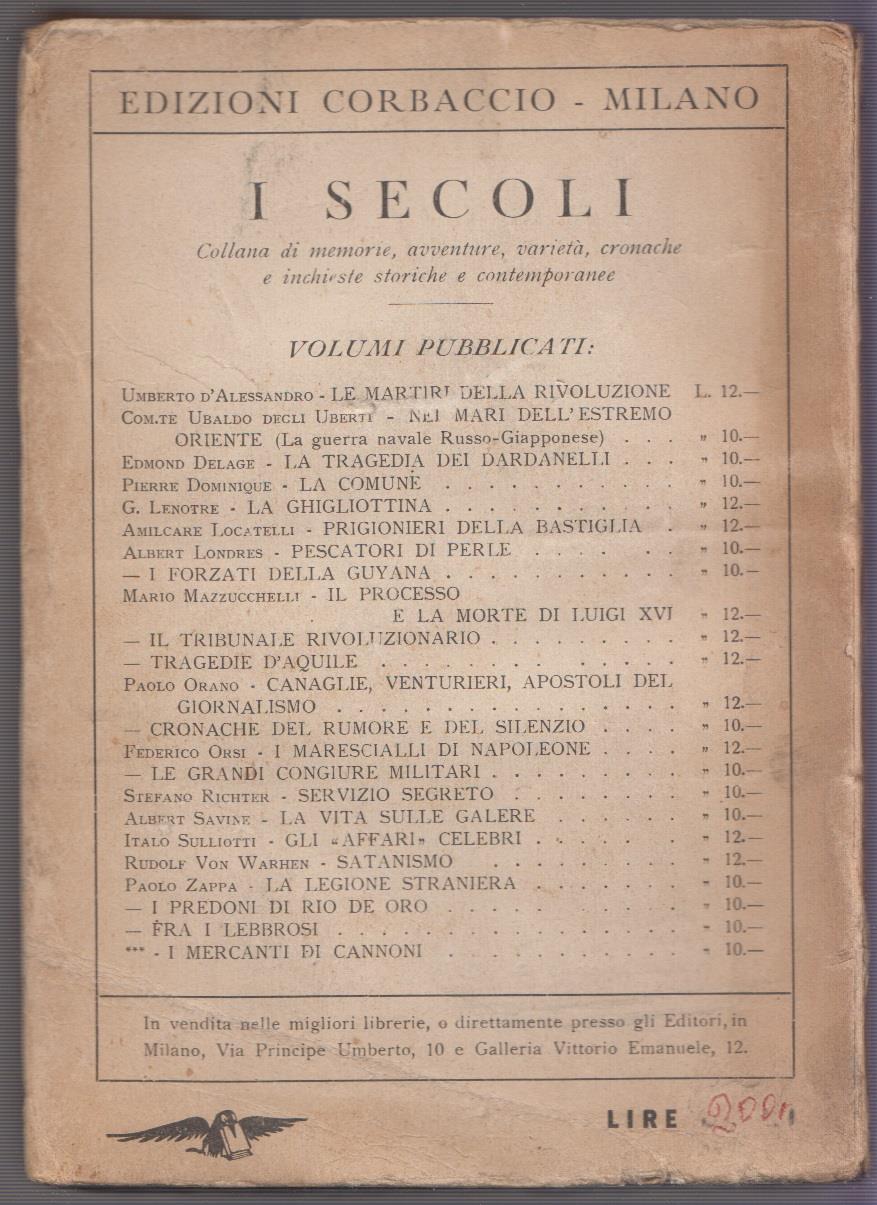 EDIZIONI CORBACCIO - MILANO
I SECOLI
Collana di memorie, avventure, varietà, cronache
e inchieste storiche e contemporanee
VOLUMI PUBBLICATI:
UMBERTO D'ALESSANDRO - LE MARTIRI DELLA RIVOLUZIONE L. 12.—
COM.TE UBALDO DEGLI UBERTI - NEI MARI DELL'ESTREMO
ORIENTE (La guerra navale Russo-Giapponese) . . . „ 10.—
EDMOND DELAGE - LA TRAGEDIA DEI DARDANELLI . . . „ 10.—
PIERRE DOMINIQUE - LA COMUNE . . . . . . . . . . . „ 10.—
G. LENOTRE - LA GHIGLIOTTINA . . . . . . . . . . . „ 12.—
AMILCARE LOCATELLI - PRIGIONIERI DELLA BASTIGLIA . „ 12.—
ALBERT LONDRES - PESCATORI DI PERLE . . . . . . . „ 10.—
— I FORZATI DELLA GUYANA . . . . . . . . . . . „ 10.—
MARIO MAZZUCCHELLI - IL PROCESSO
E LA MORTE DI LUIGI XVI „ 12.—
— IL TRIBUNALE RIVOLUZIONARIO . . . . . . . . . „ 12.—
— TRAGEDIE D'AQUILE . . . . . . . . . . . . . „ 12.—
PAOLO ORANO - CANAGLIE, VENTURIERI, APOSTOLI DEL
GIORNALISMO . . . . . . . . . . . . . . . . „ 12.—
— CRONACHE DEL RUMORE E DEL SILENZIO . . . . „ 10.—
FEDERICO ORSI - I MARESCIALLI DI NAPOLEONE . . . . „ 12.—
— LE GRANDI CONGIURE MILITARI . . . . . . . . . „ 10.—
STEFANO RICHTER - SERVIZIO SEGRETO . . . . . . . . „ 10.—
ALBERT SAVINE - LA VITA SULLE GALERE . . . . . . „ 10.—
ITALO SULLIOTTI - GLI «AFFARI» CELEBRI . . . . . . . „ 12.—
RUDOLF VON WARHEN - SATANISMO . . . . . . . . . „ 12.—
PAOLO ZAPPA - LA LEGIONE STRANIERA . . . . . . . „ 10.—
— I PREDONI DI RIO DE ORO . . . . . . . . . . „ 10.—
— FRA I LEBBROSI . . . . . . . . . . . . . . . . „ 10.—
*** - I MERCANTI DI CANNONI . . . . . . . . . . „ 10.—
In vendita nelle migliori librerie, o direttamente presso gli Editori, in
Milano, Via Principe Umberto, 10 e Galleria Vittorio Emanuele, 12.
LIRE